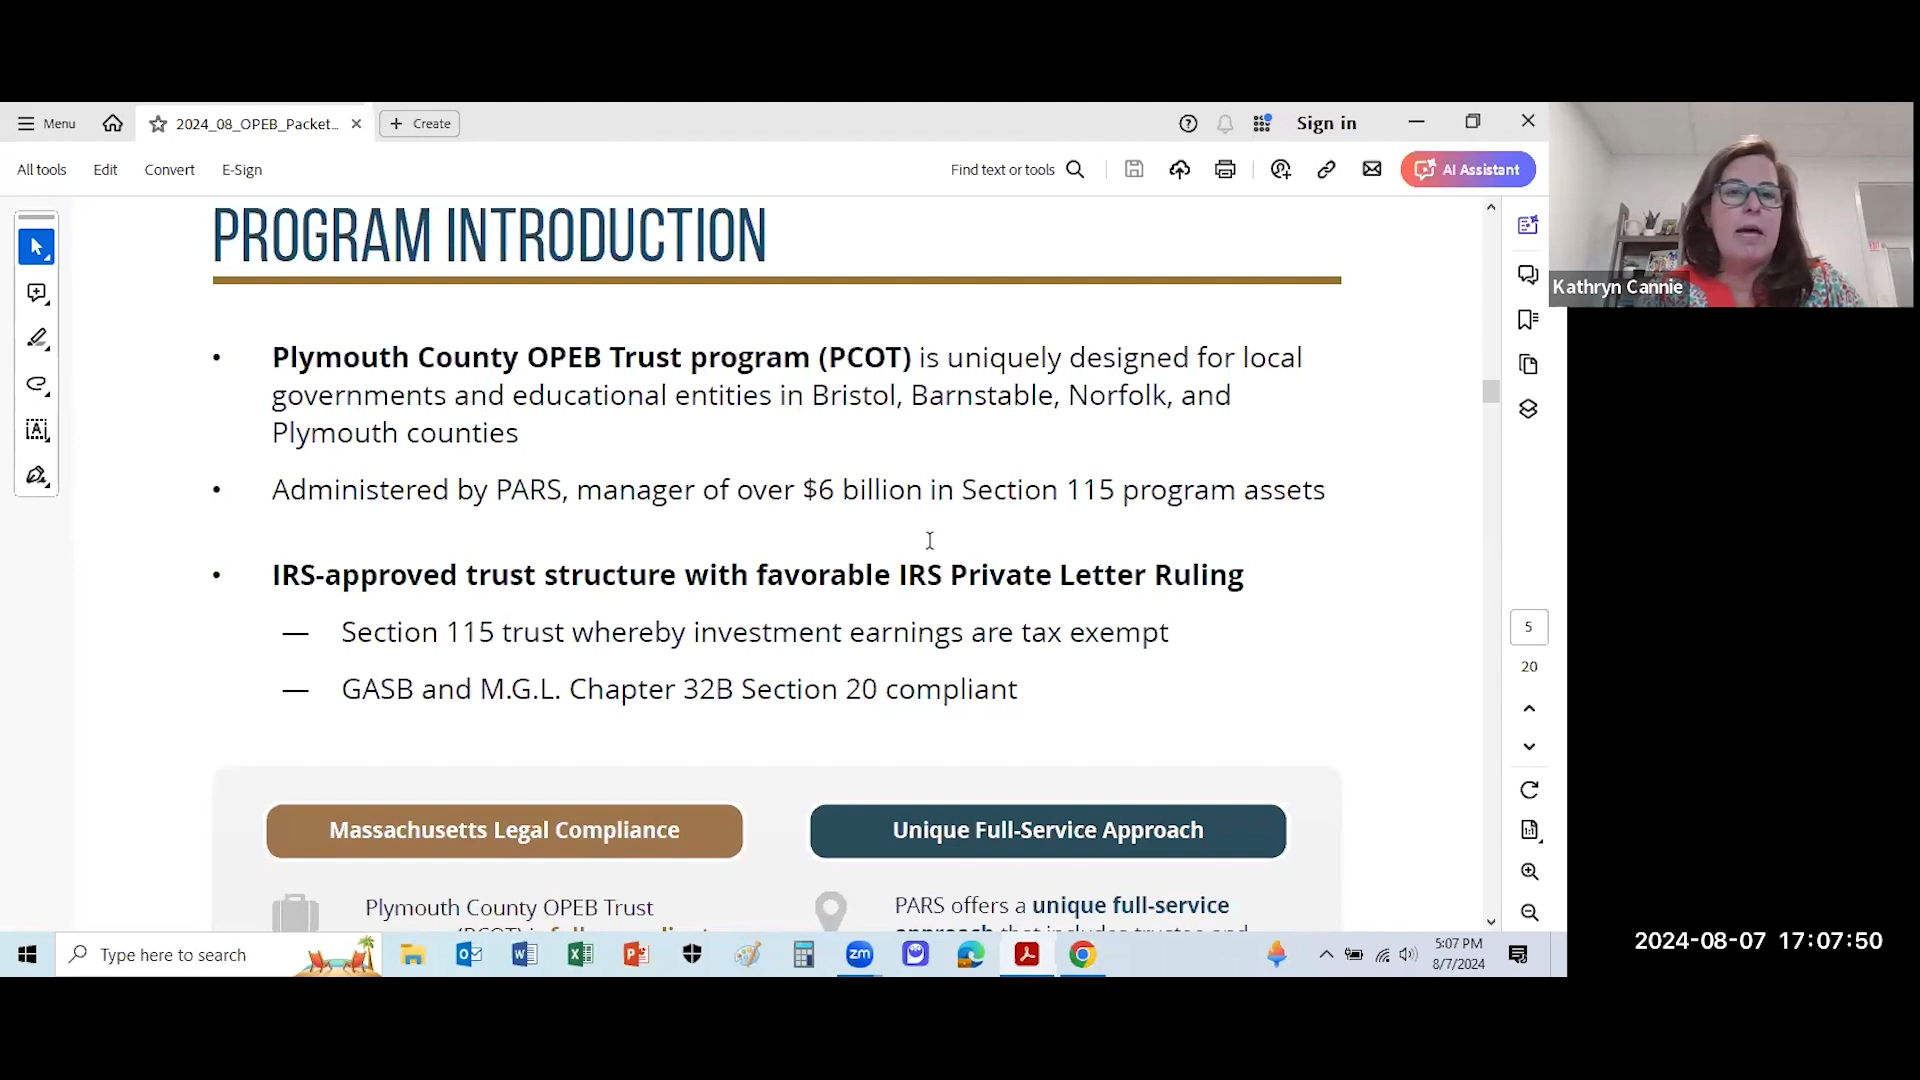 Menu
2024_08_OPEB_Packet...
Create
Sign in
All tools
Edit
Convert
E-Sign
Find text or tools
AI Assistant
PROGRAM INTRODUCTION
• Plymouth County OPEB Trust program (PCOT) is uniquely designed for local
governments and educational entities in Bristol, Barnstable, Norfolk, and
Plymouth counties
• Administered by PARS, manager of over $6 billion in Section 115 program assets
• IRS-approved trust structure with favorable IRS Private Letter Ruling
— Section 115 trust whereby investment earnings are tax exempt
— GASB and M.G.L. Chapter 32B Section 20 compliant
Massachusetts Legal Compliance
Plymouth County OPEB Trust
Unique Full-Service Approach
PARS offers a unique full-service
5
20
Kathryn Cannie
Type here to search
5:07 PM
8/7/2024
2024-08-07 17:07:50